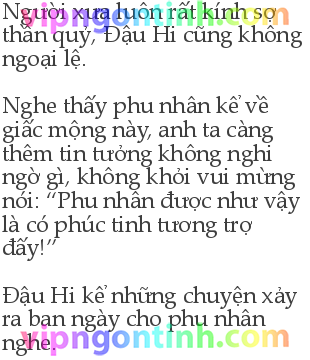 vipngontinh.com
Người xưa luôn rất kính sợ
thần quỷ, Đậu Hi cũng không
ngoại lệ.
Nghe thấy phu nhân kể về
giấc mộng này, anh ta càng
thêm tin tưởng không nghi
ngờ gì, không khỏi vui mừng
nói: “Phu nhân được như vậy
là có phúc tinh tương trợ
đấy!”
Đậu Hi kể những chuyện xảy
ra ban ngày cho phu nhân
nghe.
vipngontinh.com